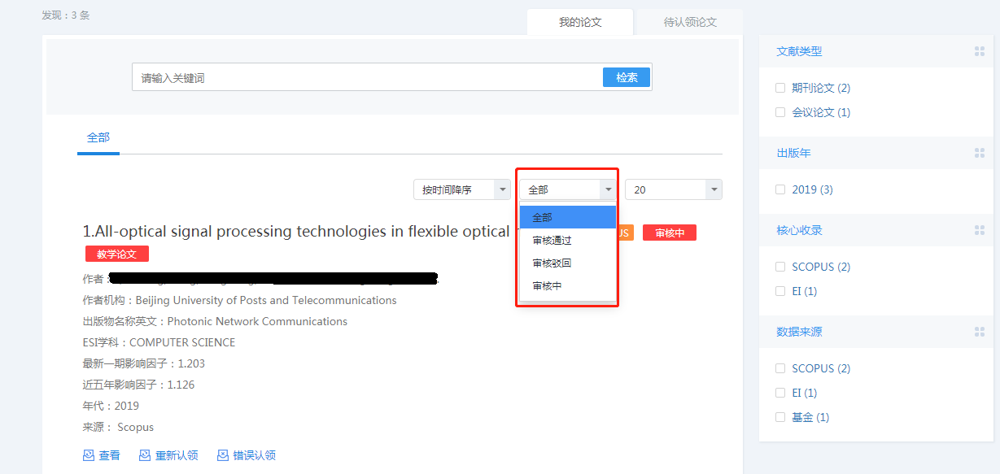 发现：3 条
我的论文
待认领论文
请输入关键词
检索
全部
按时间降序
全部
20
全部
审核通过
审核驳回
审核中
1.All-optical signal processing technologies in flexible optical
US
审核中
教学论文
作者：
作者机构：Beijing University of Posts and Telecommunications
出版物名称英文：Photonic Network Communications
ESI学科：COMPUTER SCIENCE
最新一期影响因子：1.203
近五年影响因子：1.126
年代：2019
来源： Scopus
查看
重新认领
错误认领
文献类型
期刊论文 (2)
会议论文 (1)
出版年
2019 (3)
核心收录
SCOPUS (2)
EI (1)
数据来源
SCOPUS (2)
EI (1)
基金 (1)